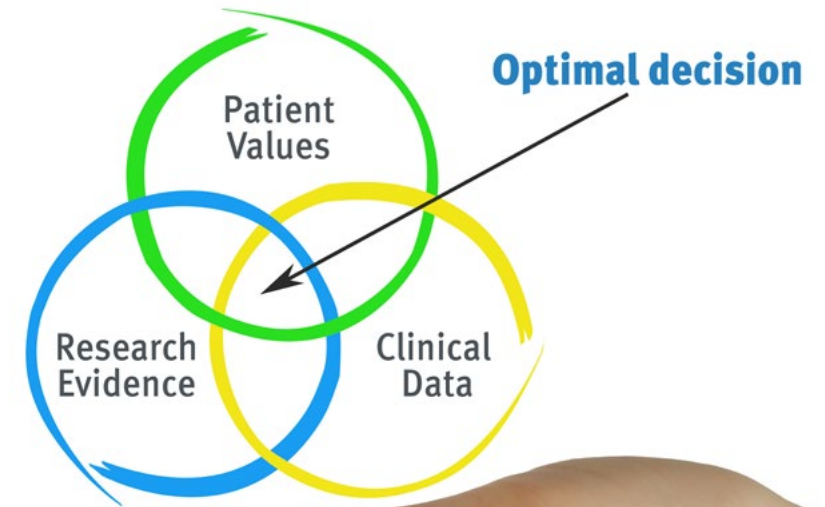 Optimal decision
Patient
Values
Research
Evidence
Clinical
Data